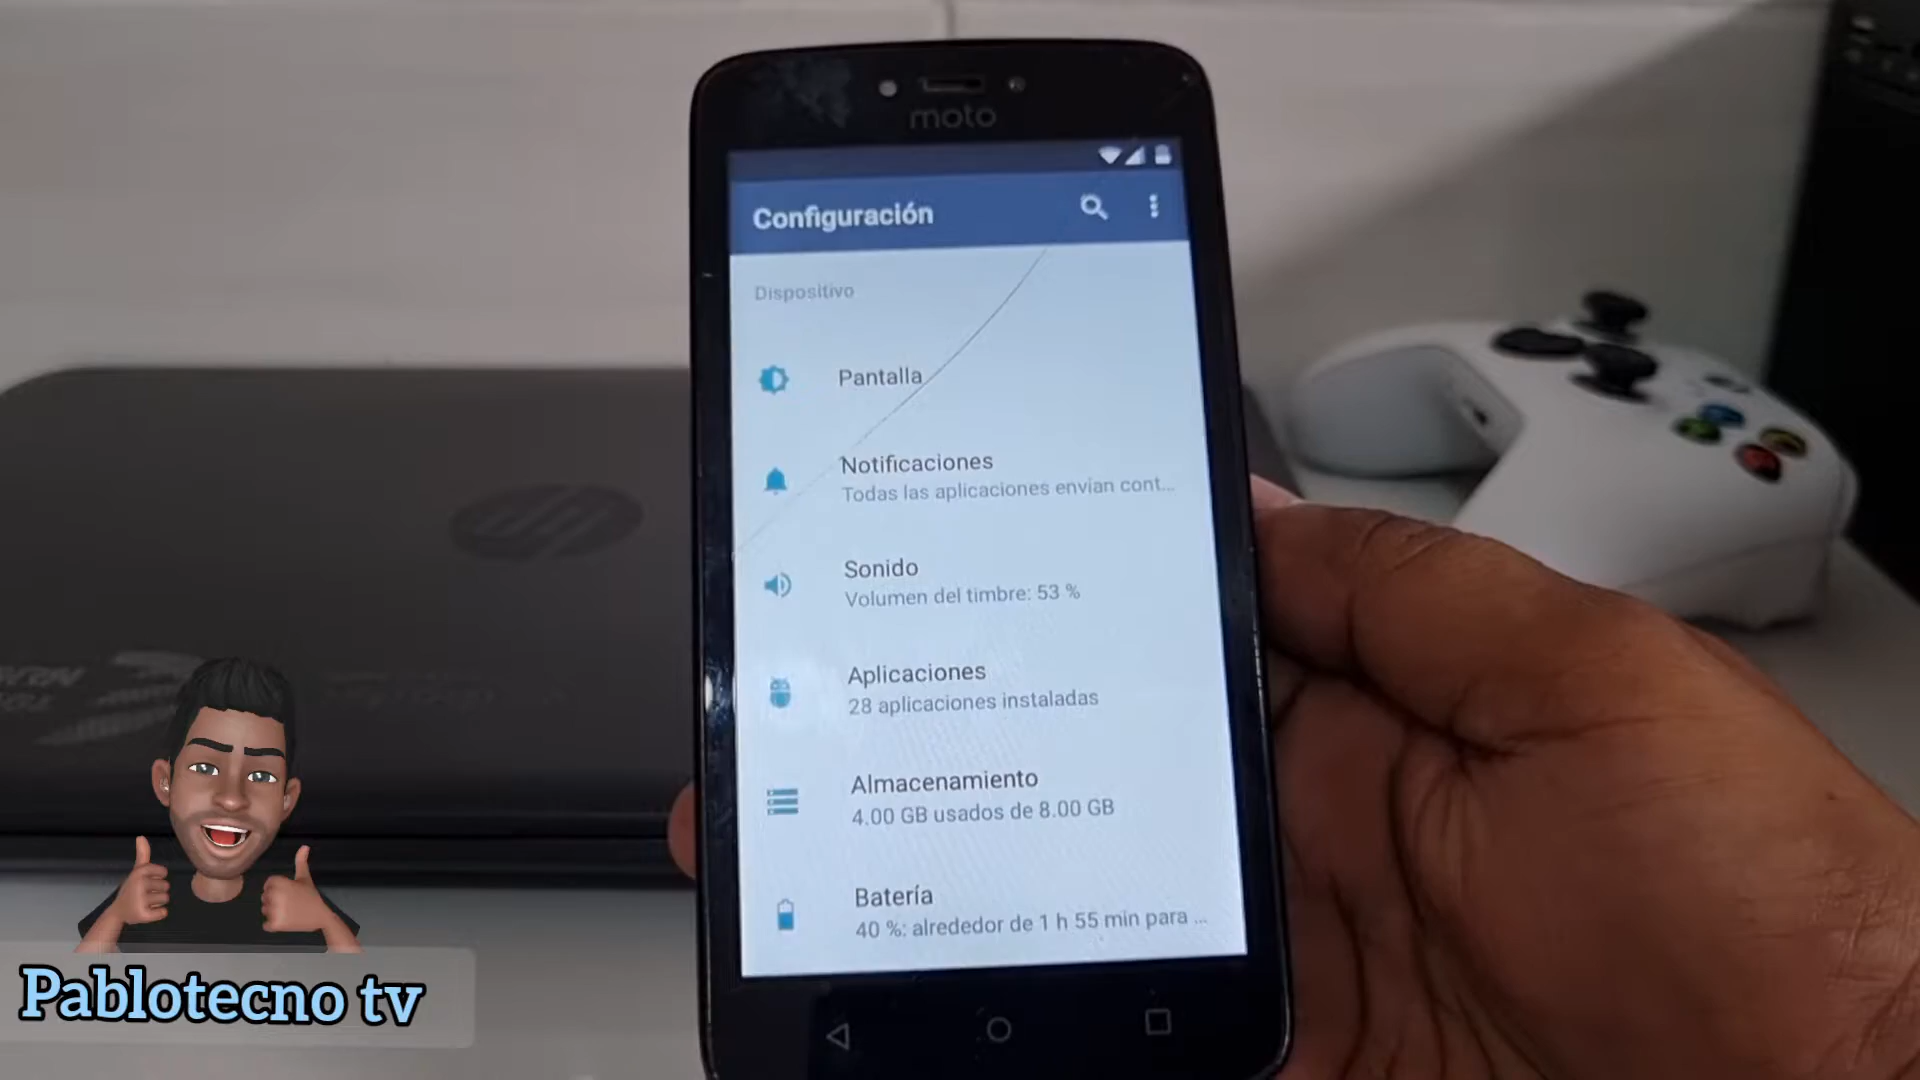 moto
Configuración
Dispositivo
Pantalla
Notificaciones
Todas las aplicaciones envían cont...
Sonido
Volumen del timbre: 53 %
Aplicaciones
28 aplicaciones instaladas
Almacenamiento
4.00 GB usados de 8.00 GB
Batería
40 %: alrededor de 1 h 55 min para ...
hp
Pablotecno tv